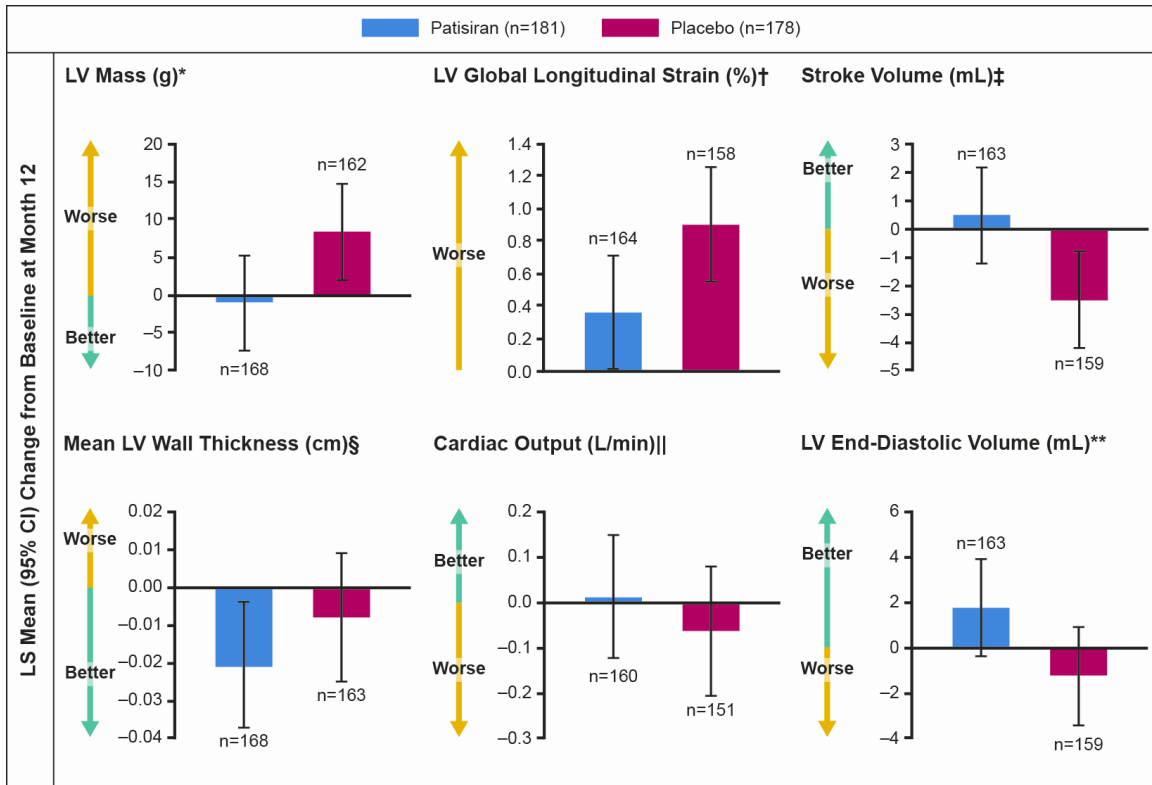 Patisiran (n=181) Placebo (n=178)
LS Mean (95% CI) Change from Baseline at Month 12
LV Mass (g)*
Worse
Better
20
15
10
5
0
–5
–10
n=168
n=162
LV Global Longitudinal Strain (%)†
Worse
1.4
1.2
1.0
0.8
0.6
0.4
0.2
0.0
n=164
n=158
Stroke Volume (mL)‡
Better
Worse
3
2
1
0
–1
–2
–3
–4
–5
n=163
n=159
Mean LV Wall Thickness (cm)§
Worse
Better
0.02
0.01
0.00
–0.01
–0.02
–0.03
–0.04
n=168
n=163
Cardiac Output (L/min)||
Better
Worse
0.2
0.1
0.0
–0.1
–0.2
–0.3
n=160
n=151
LV End-Diastolic Volume (mL)**
Better
Worse
6
4
2
0
–2
–4
n=163
n=159